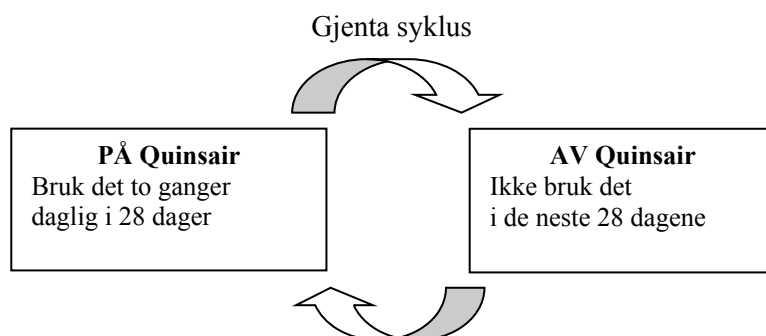 Gjenta syklus
PÅ Quinsair
Bruk det to ganger
daglig i 28 dager
AV Quinsair
Ikke bruk det
i de neste 28 dagene